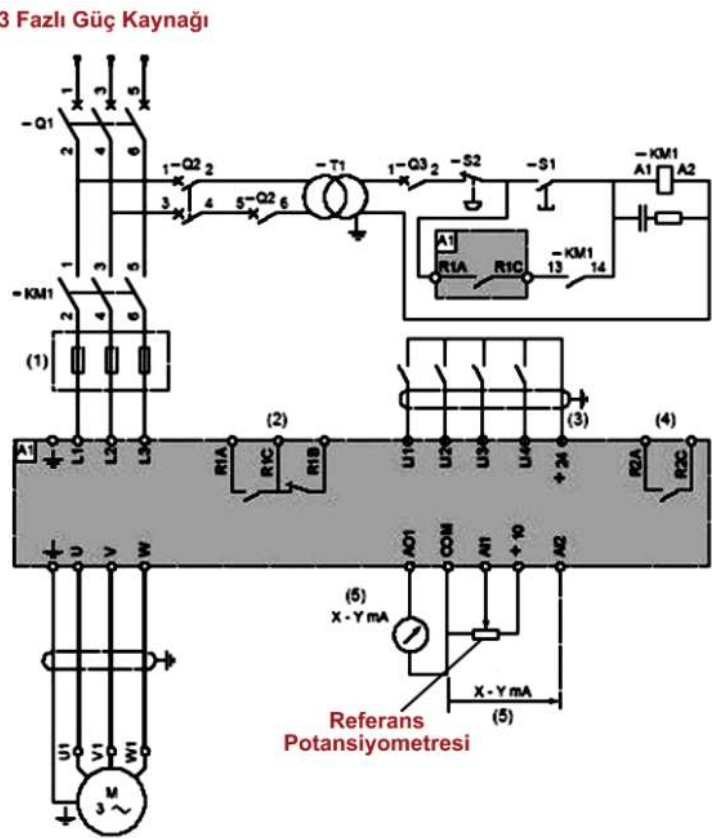 3 Fazlı Güç Kaynağı
1 3 5
– Q1
2 4 6
1 –Q2 2
– T1
1 –Q3 2
–S2
–S1
– KM1
A1 A2
3 4 5 –Q2 6
A1
R1A R1C
– KM1
13 14
1 3 5
– KM1
2 4 6
(1)
(2)
(3)
(4)
A1
L1 L2 L3
R1A R1C R1B
LI1 LI2 LI3 LI4 + 24
R2A R2C
U V W
AO1 COM AI1 + 10 AI2
(5)
X - Y mA
X - Y mA
(5)
Referans
Potansiyometresi
U1 V1 W1
M
3 ~